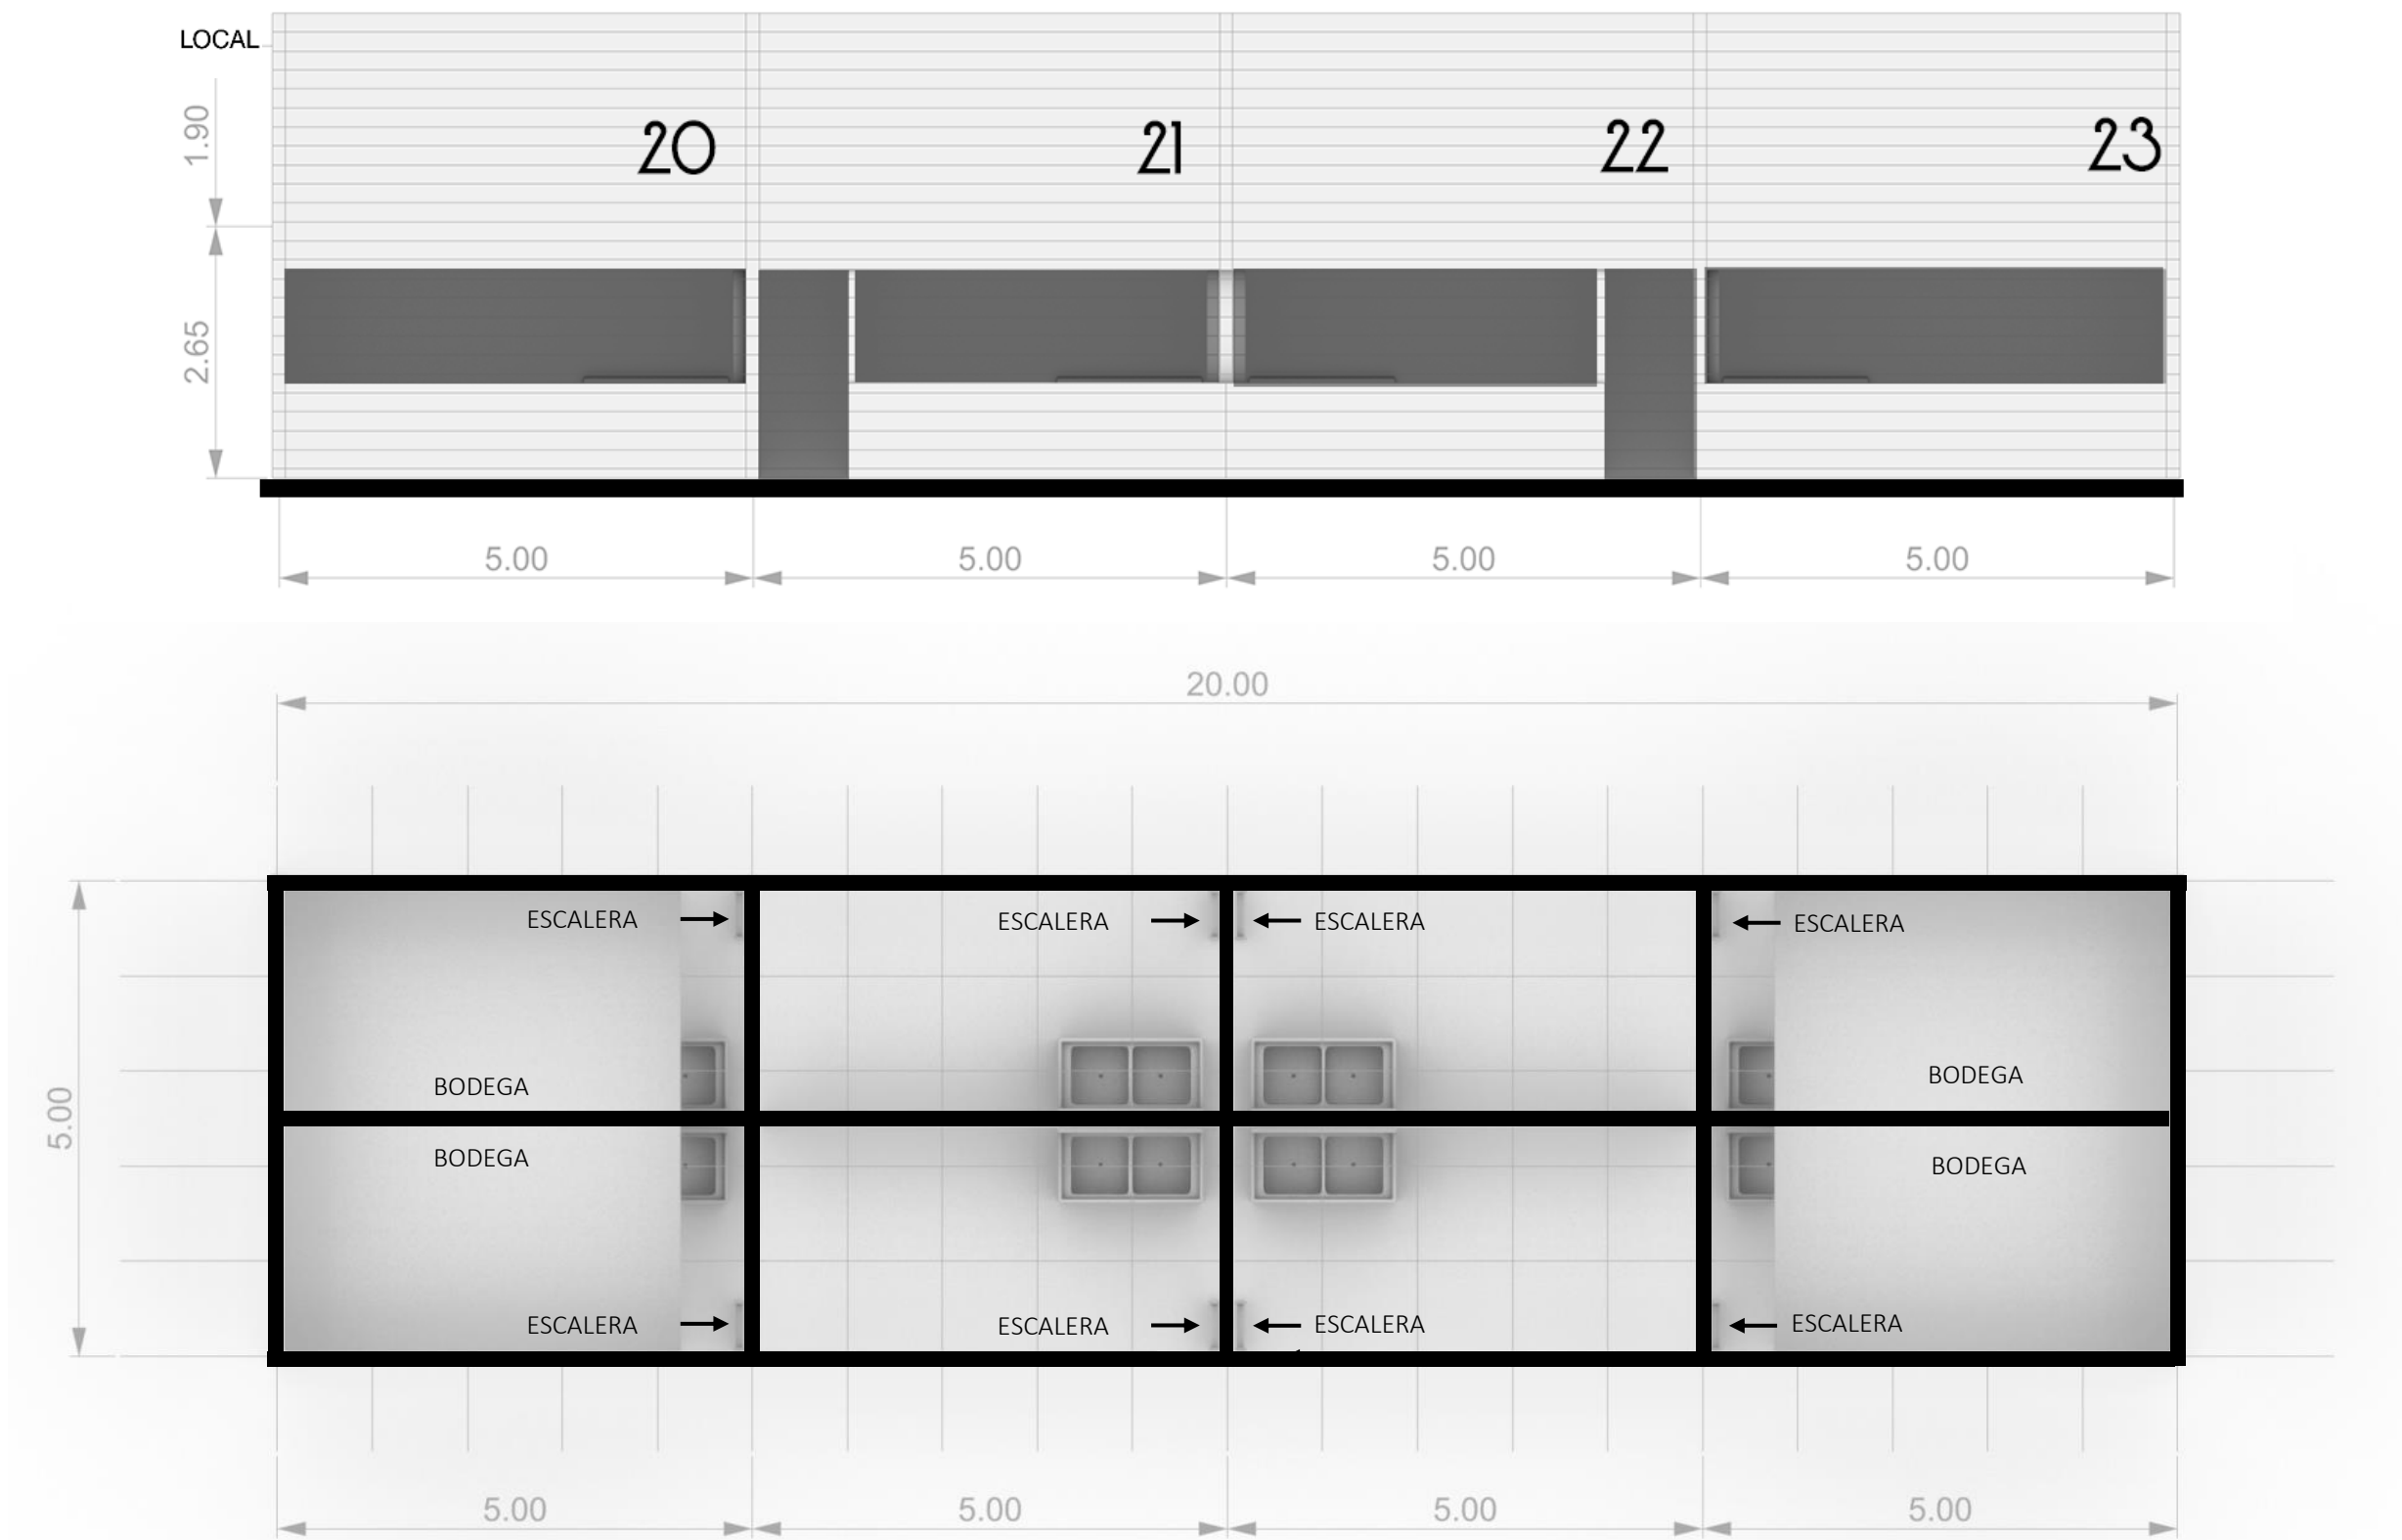 LOCAL
1.90
20 21 22 23
2.65
5.00 5.00 5.00 5.00
20.00
ESCALERA ESCALERA ESCALERA ESCALERA
BODEGA BODEGA
5.00
BODEGA BODEGA
ESCALERA ESCALERA ESCALERA ESCALERA
5.00 5.00 5.00 5.00